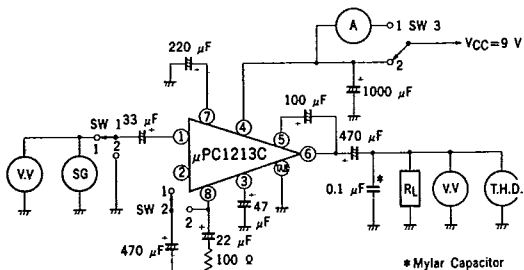 A
1 SW 3
VCC=9 V
2
220 μF
1000 μF
100 μF
470 μF
33 μF
SW 1
1
2
1
2
3
4
5
6
7
8
μPC1213C
V.V
SG
1
SW 2
2
470 μF
22 μF
100 Ω
47 μF
0.1 μF
*
RL
V.V
T.H.D.
*Mylar Capacitor